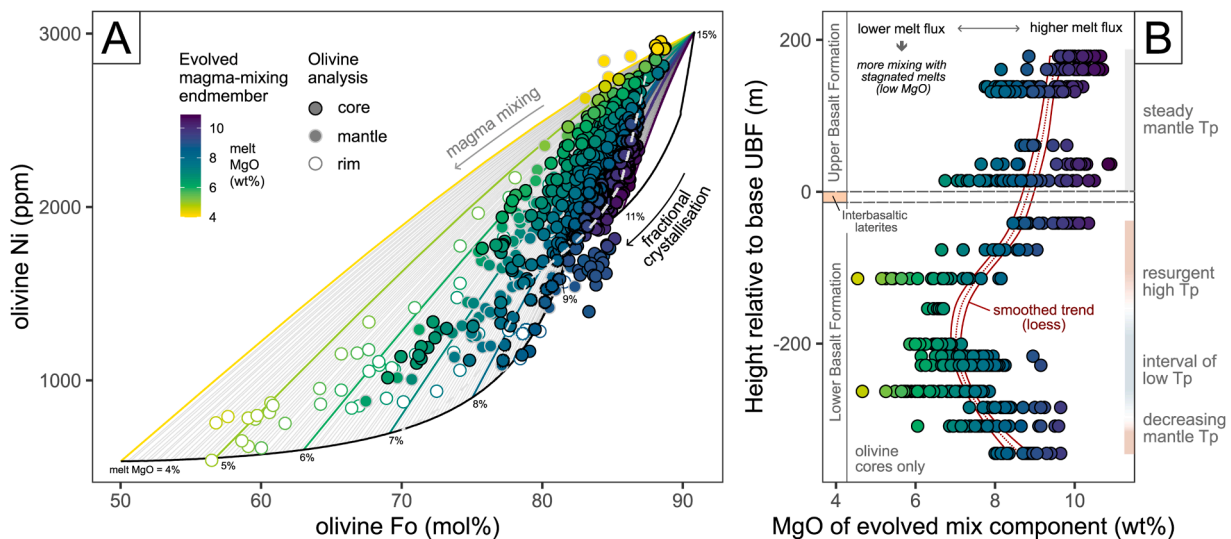 A
3000
2000
1000
olivine Ni (ppm)
50
60
70
80
90
olivine Fo (mol%)
Evolved
magma-mixing
endmember
10
8
6
4
melt
MgO
(wt%)
Olivine
analysis
core
mantle
rim
magma mixing
fractional
crystallisation
15%
11%
9%
8%
7%
6%
5%
melt MgO = 4%
B
200
0
-200
Height relative to base UBF (m)
4
6
8
10
MgO of evolved mix component (wt%)
Upper Basalt Formation
Lower Basalt Formation
lower melt flux
higher melt flux
more mixing with
stagnated melts
(low MgO)
Interbasaltic
laterites
smoothed trend
(loess)
olivine
cores only
steady
mantle Tp
resurgent
high Tp
interval of
low Tp
decreasing
mantle Tp